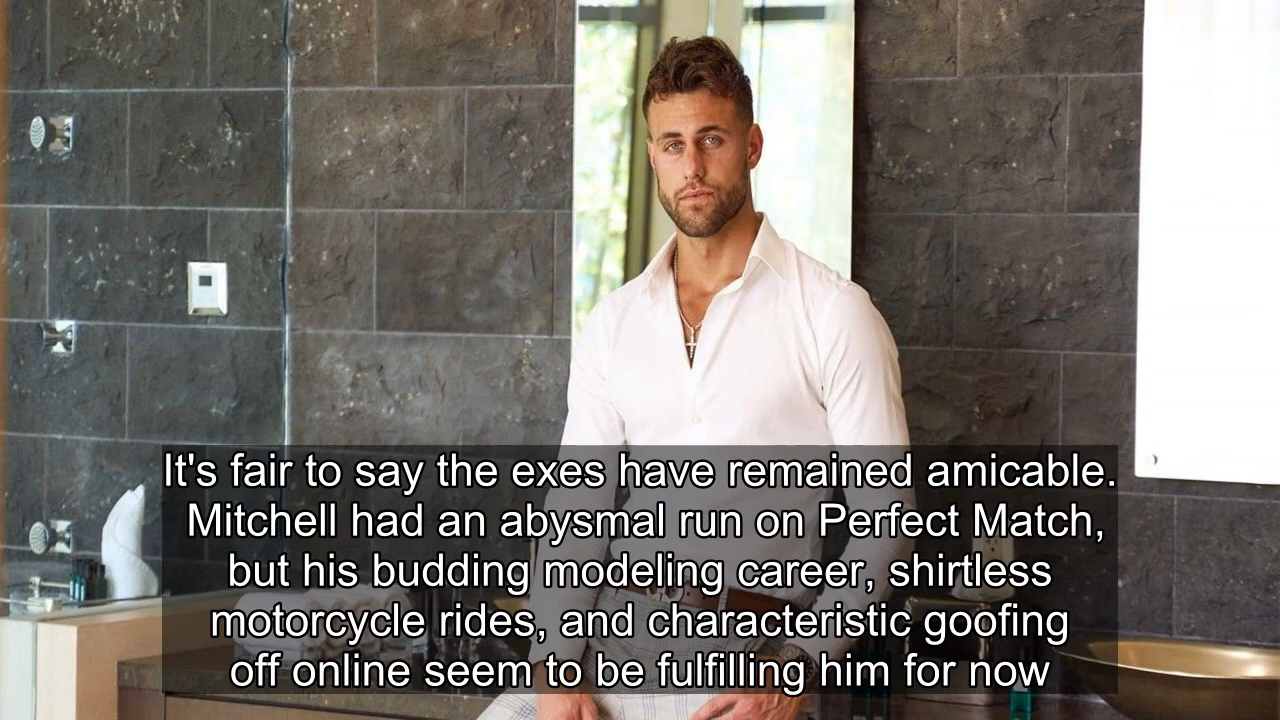 It's fair to say the exes have remained amicable.
Mitchell had an abysmal run on Perfect Match,
but his budding modeling career, shirtless
motorcycle rides, and characteristic goofing
off online seem to be fulfilling him for now